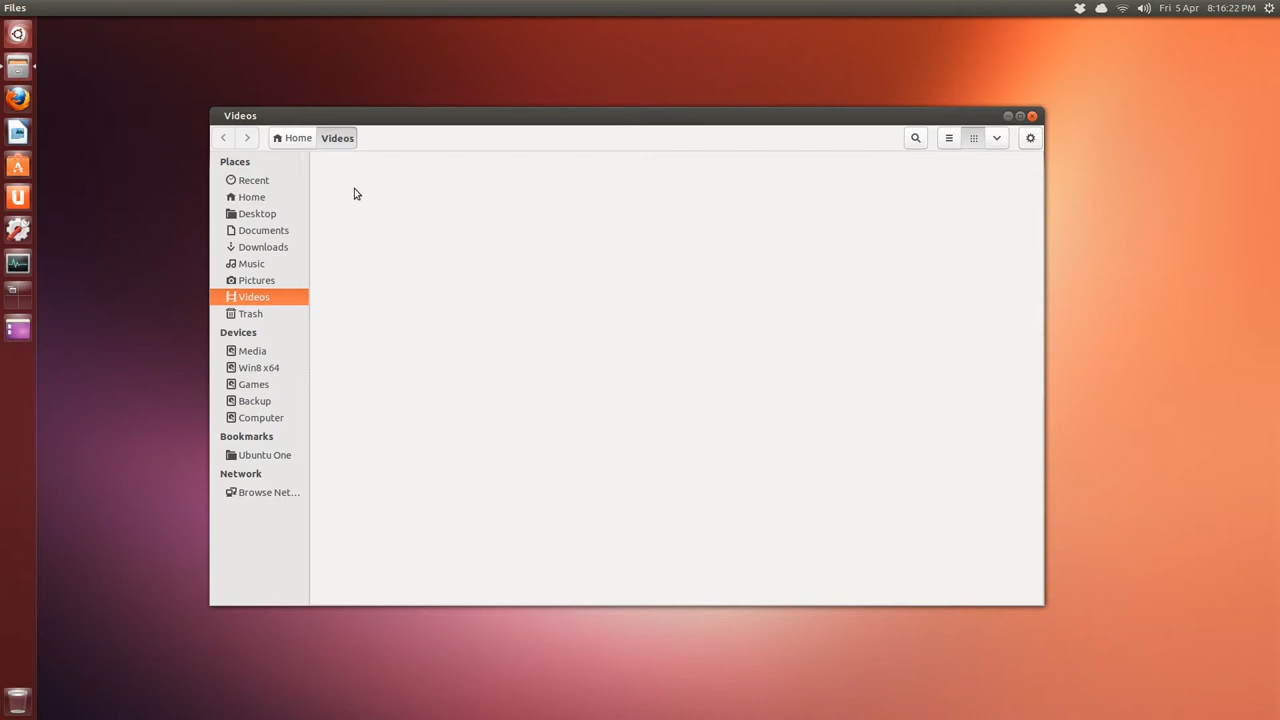 Files
Fri 5 Apr 8:16:22 PM
Videos
Home Videos
Places
Recent
Home
Desktop
Documents
Downloads
Music
Pictures
Videos
Trash
Devices
Media
Win8 x64
Games
Backup
Computer
Bookmarks
Ubuntu One
Network
Browse Net...